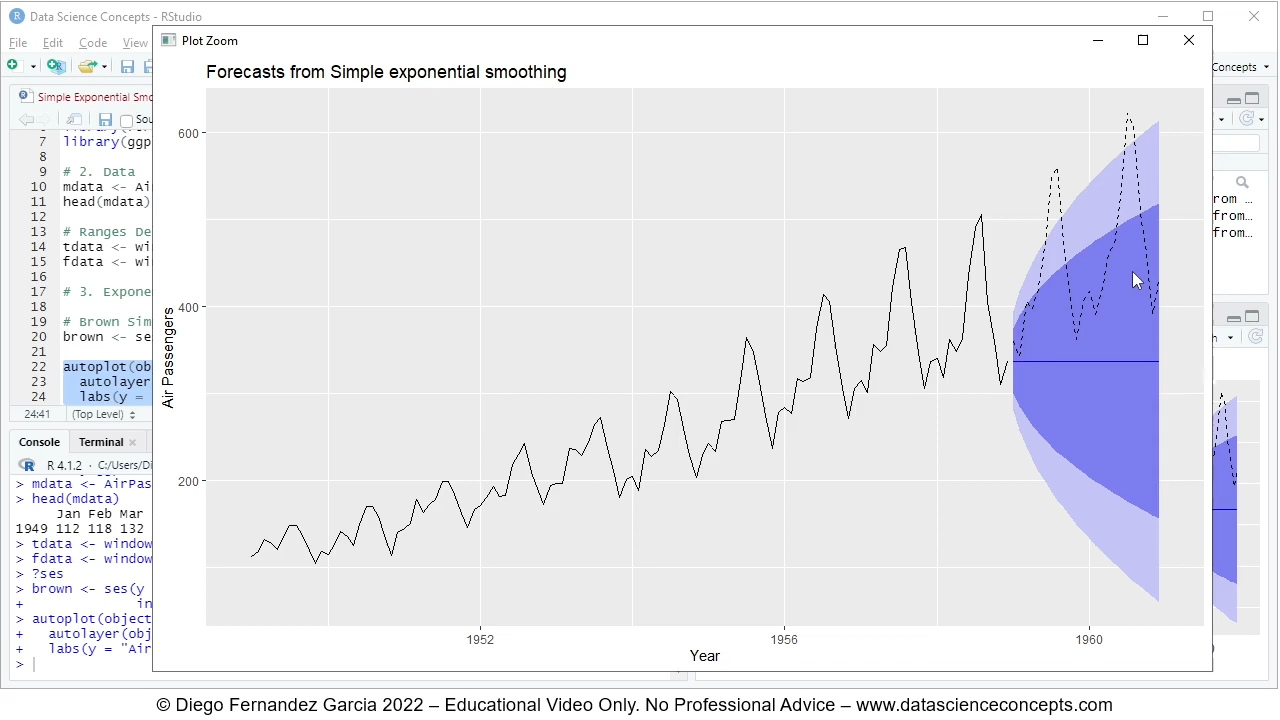 Data Science Concepts - RStudio
File Edit Code View
Concepts
Plot Zoom
Simple Exponential Smo
Sou
7 library(ggp
8
9 # 2. Data
10 mdata <- Ai
11 head(mdata)
12
13 # Ranges De
14 tdata <- wi
15 fdata <- wi
16
17 # 3. Expone
18
19 # Brown Sim
20 brown <- se
21
22 autoplot(ob
23 autolayer
24 labs(y =
24:41 (Top Level)
Console Terminal
R 4.1.2 · C:/Users/Di
> mdata <- AirPas
> head(mdata)
Jan Feb Mar
1949 112 118 132
> tdata <- window
> fdata <- window
> ?ses
> brown <- ses(y
+ in
> autoplot(object
+ autolayer(obj
+ labs(y = "Air
>
Forecasts from Simple exponential smoothing
Air Passengers
600
400
200
1952
1956
1960
Year
rom ...
from...
from...
h
© Diego Fernandez Garcia 2022 – Educational Video Only. No Professional Advice – www.datascienceconcepts.com